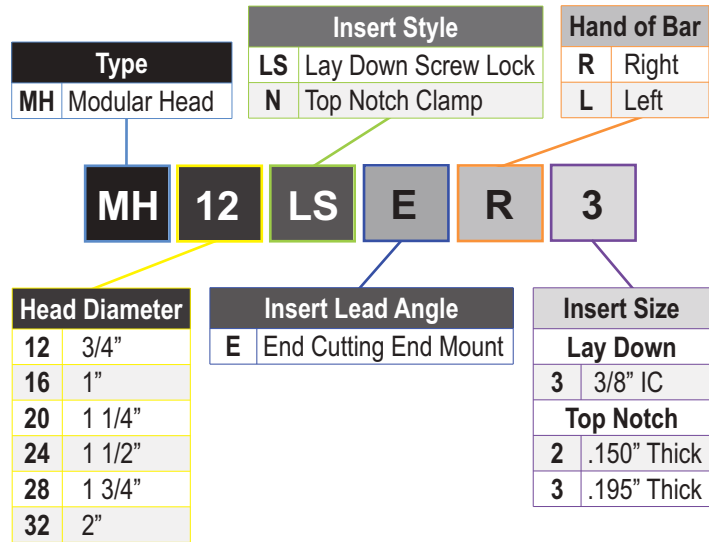 Type
MH Modular Head
Insert Style
LS Lay Down Screw Lock
N Top Notch Clamp
Hand of Bar
R Right
L Left
MH 12 LS E R 3
Head Diameter
12 3/4”
16 1”
20 1 1/4”
24 1 1/2”
28 1 3/4”
32 2”
Insert Lead Angle
E End Cutting End Mount
Insert Size
Lay Down
3 3/8” IC
Top Notch
2 .150” Thick
3 .195” Thick